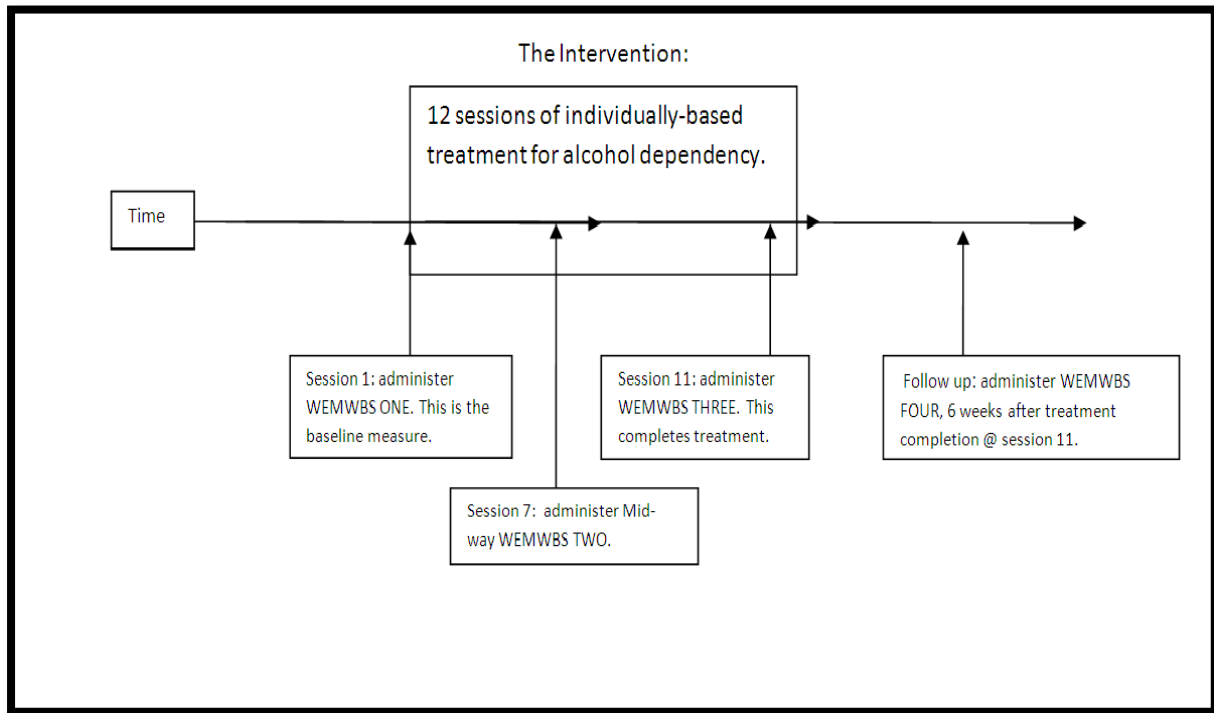 The Intervention:
12 sessions of individually-based
treatment for alcohol dependency.
Time
Session 1: administer
WEMWBS ONE. This is the
baseline measure.
Session 11: administer
WEMWBS THREE. This
completes treatment.
Follow up: administer WEMWBS
FOUR, 6 weeks after treatment
completion @ session 11.
Session 7: administer Mid-
way WEMWBS TWO.